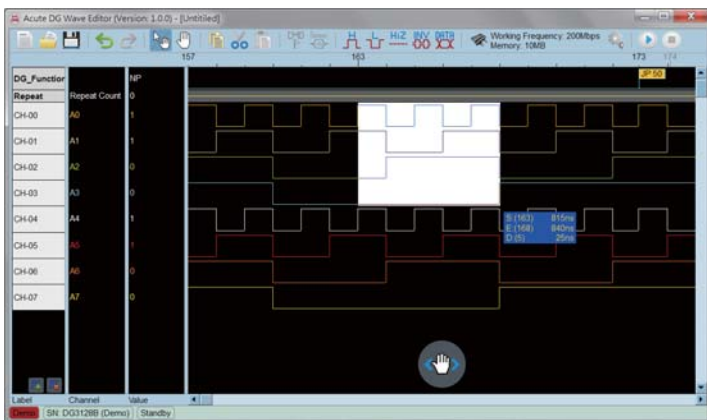 Acute DG Wave Editor (Version: 1.0.0) - [Untitled]
H L HiZ INV DATA
Working Frequency: 200Mbps
Memory: 10MB
157 163 173 174
DG_Function NP JP 50
Repeat Repeat Count 0
CH-00 A0 1
CH-01 A1 1
CH-02 A2 0
CH-03 A3 0
CH-04 A4 1
S (163) 815ns
E (168) 840ns
D (5) 25ns
CH-05 A5 1
CH-06 A6 0
CH-07 A7 0
Label Channel Value
Demo SN: DG3128B (Demo) Standby